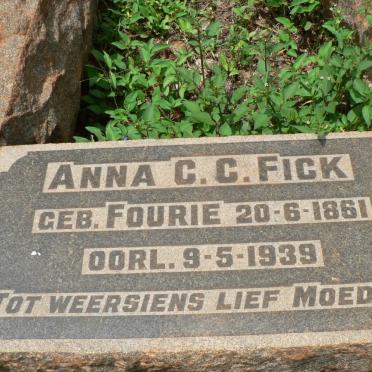 ANNA C.C. FICK
GEB. FOURIE 20-6-1861
OORL. 9-5-1939
TOT WEERSIENS LIEF MOED